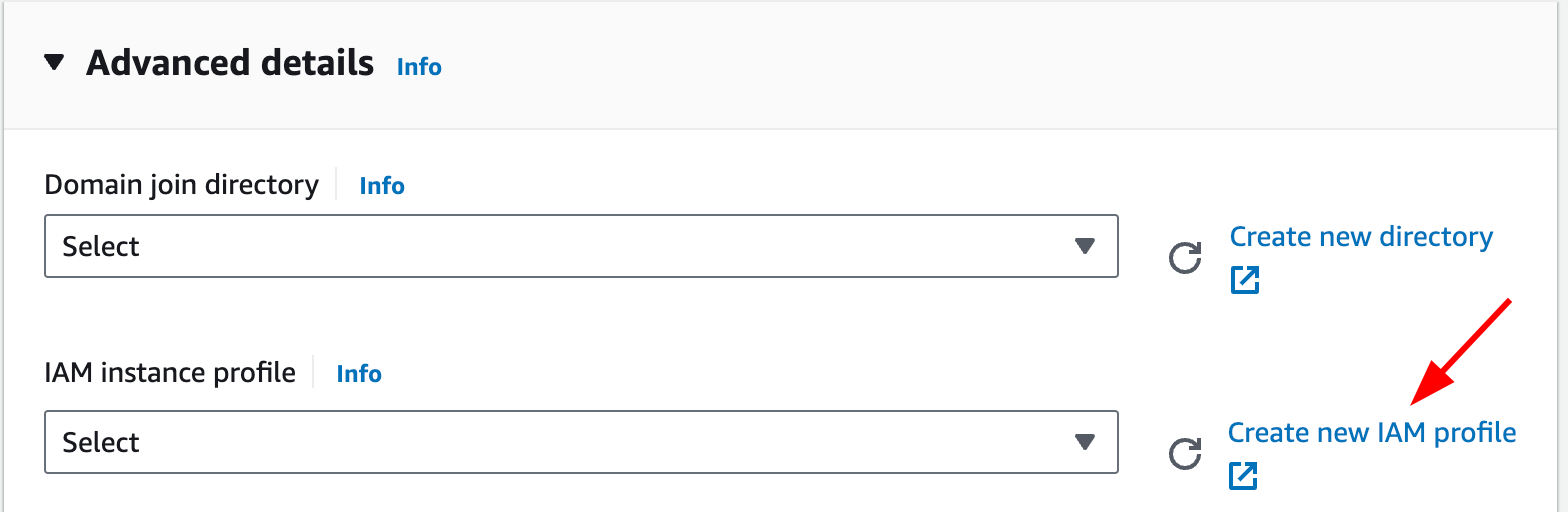 Advanced details Info
Domain join directory Info
Select
Create new directory
IAM instance profile Info
Select
Create new IAM profile